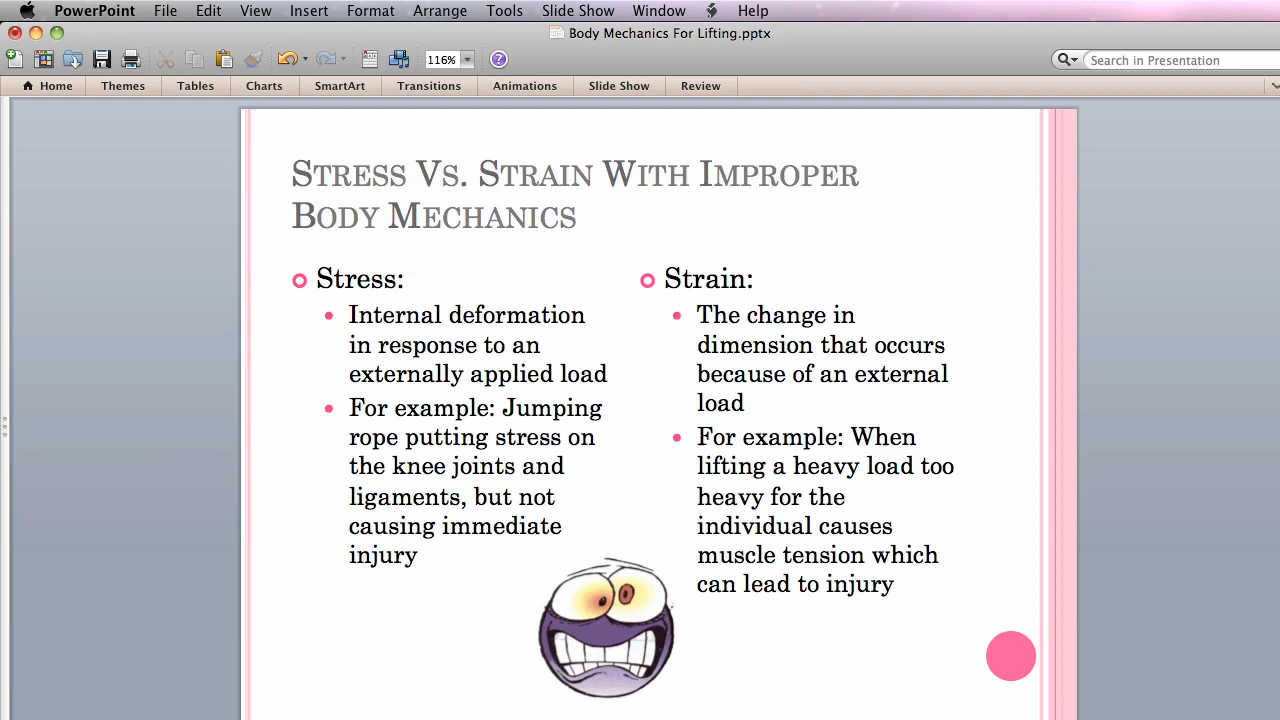 PowerPoint File Edit View Insert Format Arrange Tools Slide Show Window Help
Body Mechanics For Lifting.pptx
116% ? Search in Presentation
Home Themes Tables Charts SmartArt Transitions Animations Slide Show Review
Stress Vs. Strain With Improper
Body Mechanics
Stress:
Internal deformation
in response to an
externally applied load
For example: Jumping
rope putting stress on
the knee joints and
ligaments, but not
causing immediate
injury
Strain:
The change in
dimension that occurs
because of an external
load
For example: When
lifting a heavy load too
heavy for the
individual causes
muscle tension which
can lead to injury